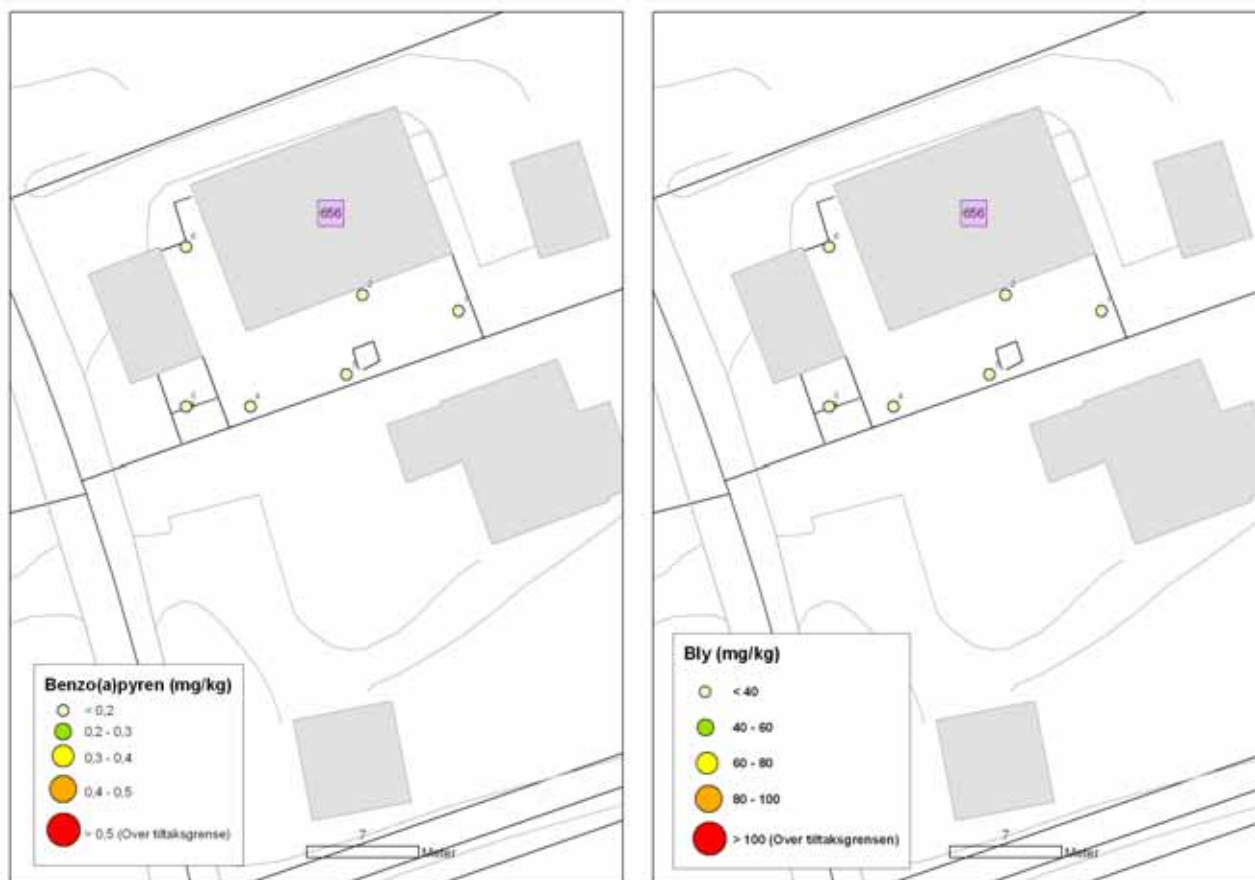 656
2
Benzo(a)pyren (mg/kg)
< 0,2
0,2 - 0,3
0,3 - 0,4
0,4 - 0,5
> 0,5 (Over tiltaksgrense)
7
Meter
656
2
Bly (mg/kg)
< 40
40 - 60
60 - 80
80 - 100
> 100 (Over tiltaksgrensen)
7
Meter